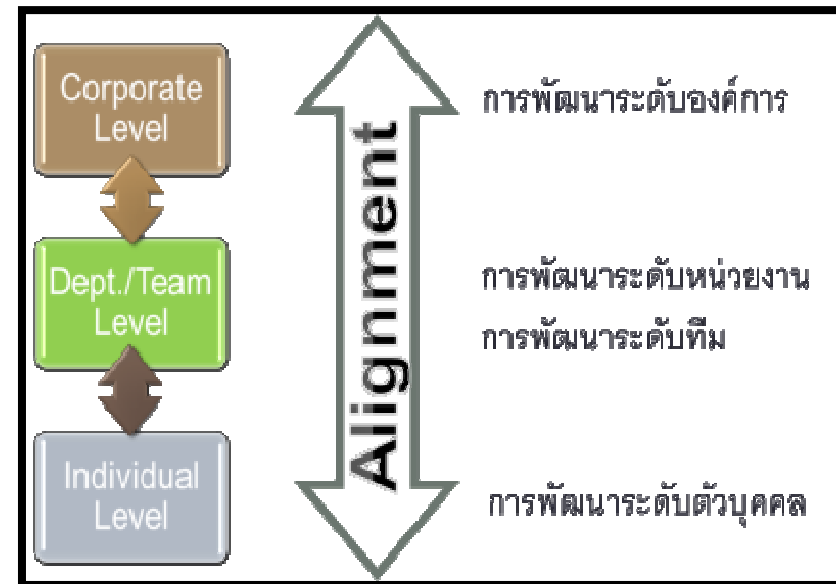 Corporate
Level
การพัฒนาระดับองค์การ
Alignment
Dept./Team
Level
การพัฒนาระดับหน่วยงาน
การพัฒนาระดับทีม
Individual
Level
การพัฒนาระดับตัวบุคคล